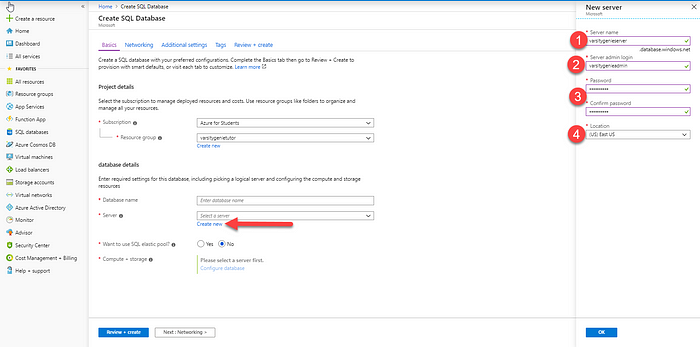 «
Create a resource
Home
Dashboard
All services
FAVORITES
All resources
Resource groups
App Services
Function App
SQL databases
Azure Cosmos DB
Virtual machines
Load balancers
Storage accounts
Virtual networks
Azure Active Directory
Monitor
Advisor
Security Center
Cost Management + Billing
Help + support
Home > Create SQL Database
Create SQL Database
Microsoft
Basics Networking Additional settings Tags Review + create
Create a SQL database with your preferred configurations. Complete the Basics tab then go to Review + Create to
provision with smart defaults, or visit each tab to customize. Learn more
Project details
Select the subscription to manage deployed resources and costs. Use resource groups like folders to organize and
manage all your resources.
* Subscription
Azure for Students
* Resource group
varsitygenietutor
Create new
database details
Enter required settings for this database, including picking a logical server and configuring the compute and storage
resources
* Database name
Enter database name
* Server
Select a server
Create new
* Want to use SQL elastic pool?
Yes No
* Compute + storage
Please select a server first.
Configure database
Review + create
Next : Networking >
New server
Microsoft
* Server name
1
varsitygenieserver
.database.windows.net
* Server admin login
2
varsitygenieadmin
* Password
3
* Confirm password
* Location
4
(US) East US
OK